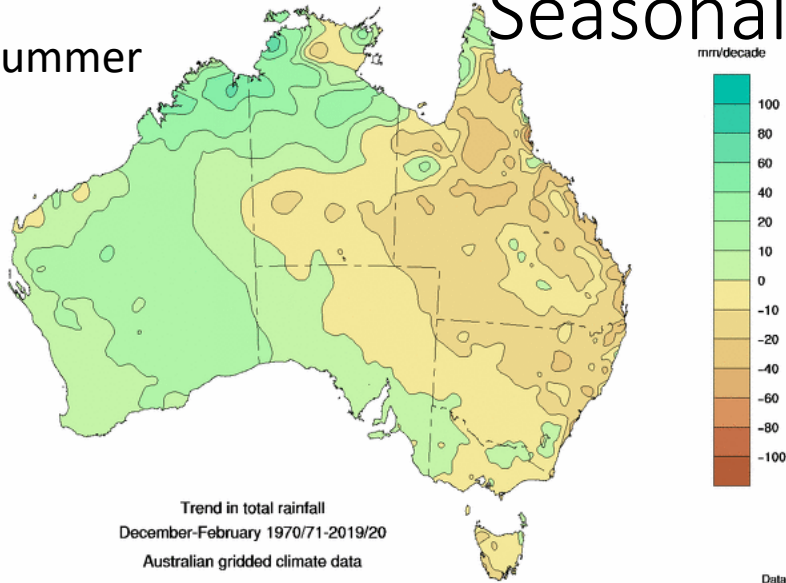 Seasonal
ummer
mm/decade
100
80
60
40
20
10
0
-10
-20
-40
-60
-80
-100
Trend in total rainfall
December-February 1970/71-2019/20
Australian gridded climate data
Data